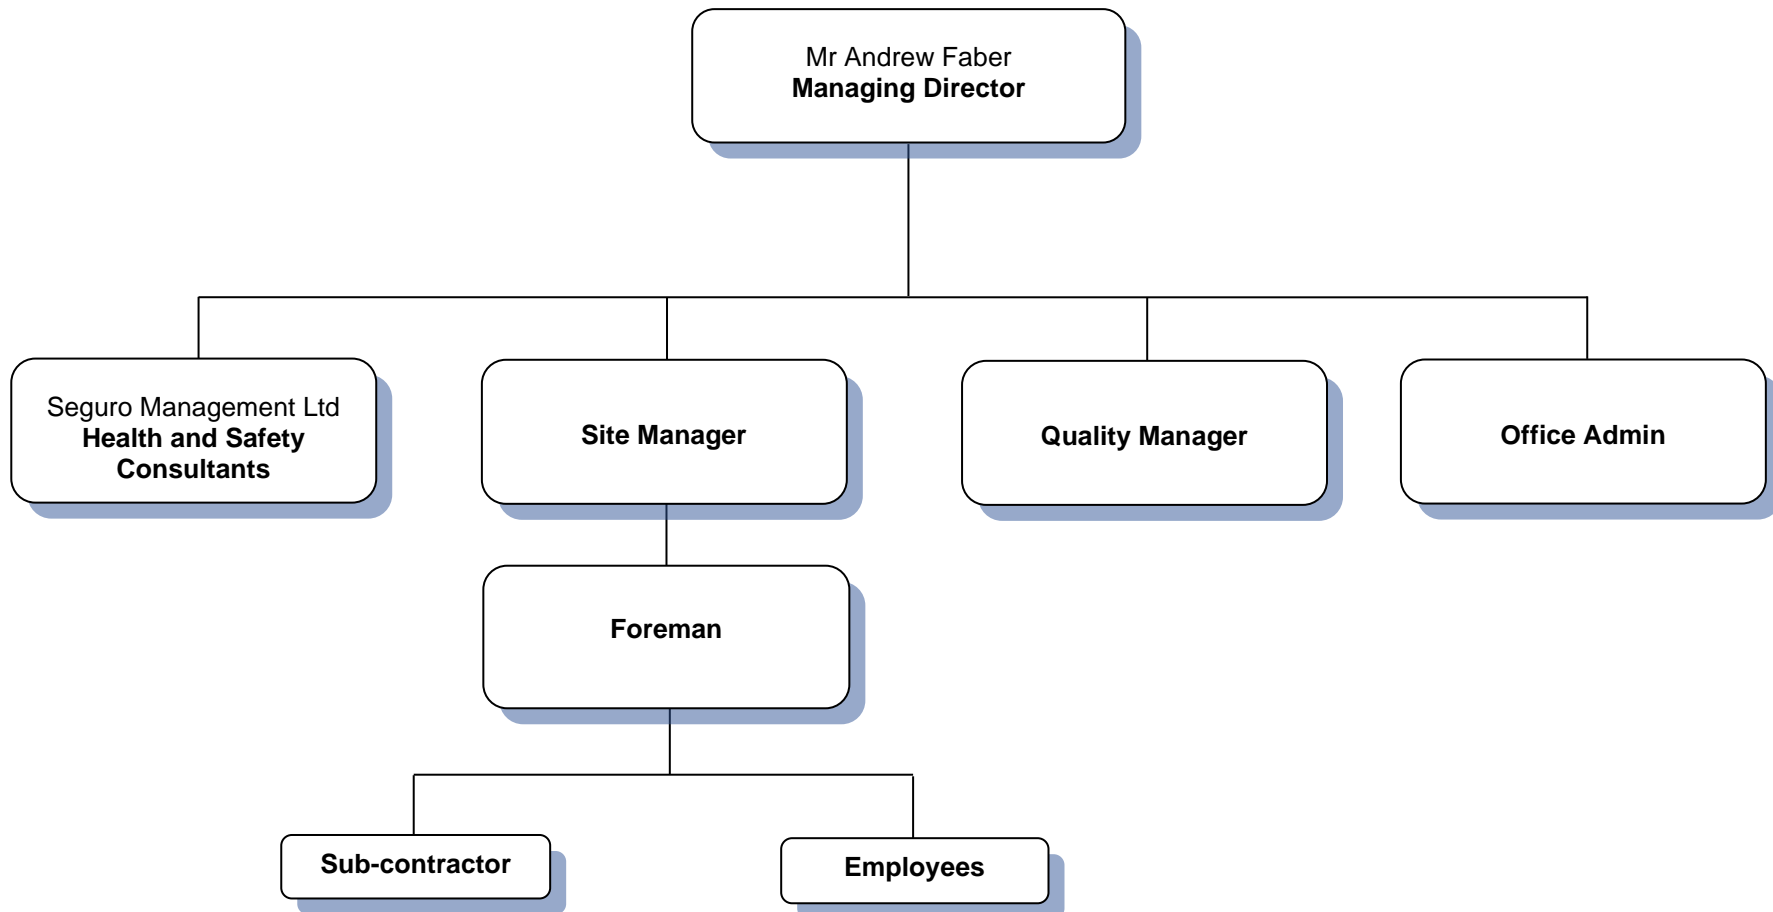 Mr Andrew Faber
Managing Director
Seguro Management Ltd
Health and Safety
Consultants
Site Manager
Quality Manager
Office Admin
Foreman
Sub-contractor
Employees